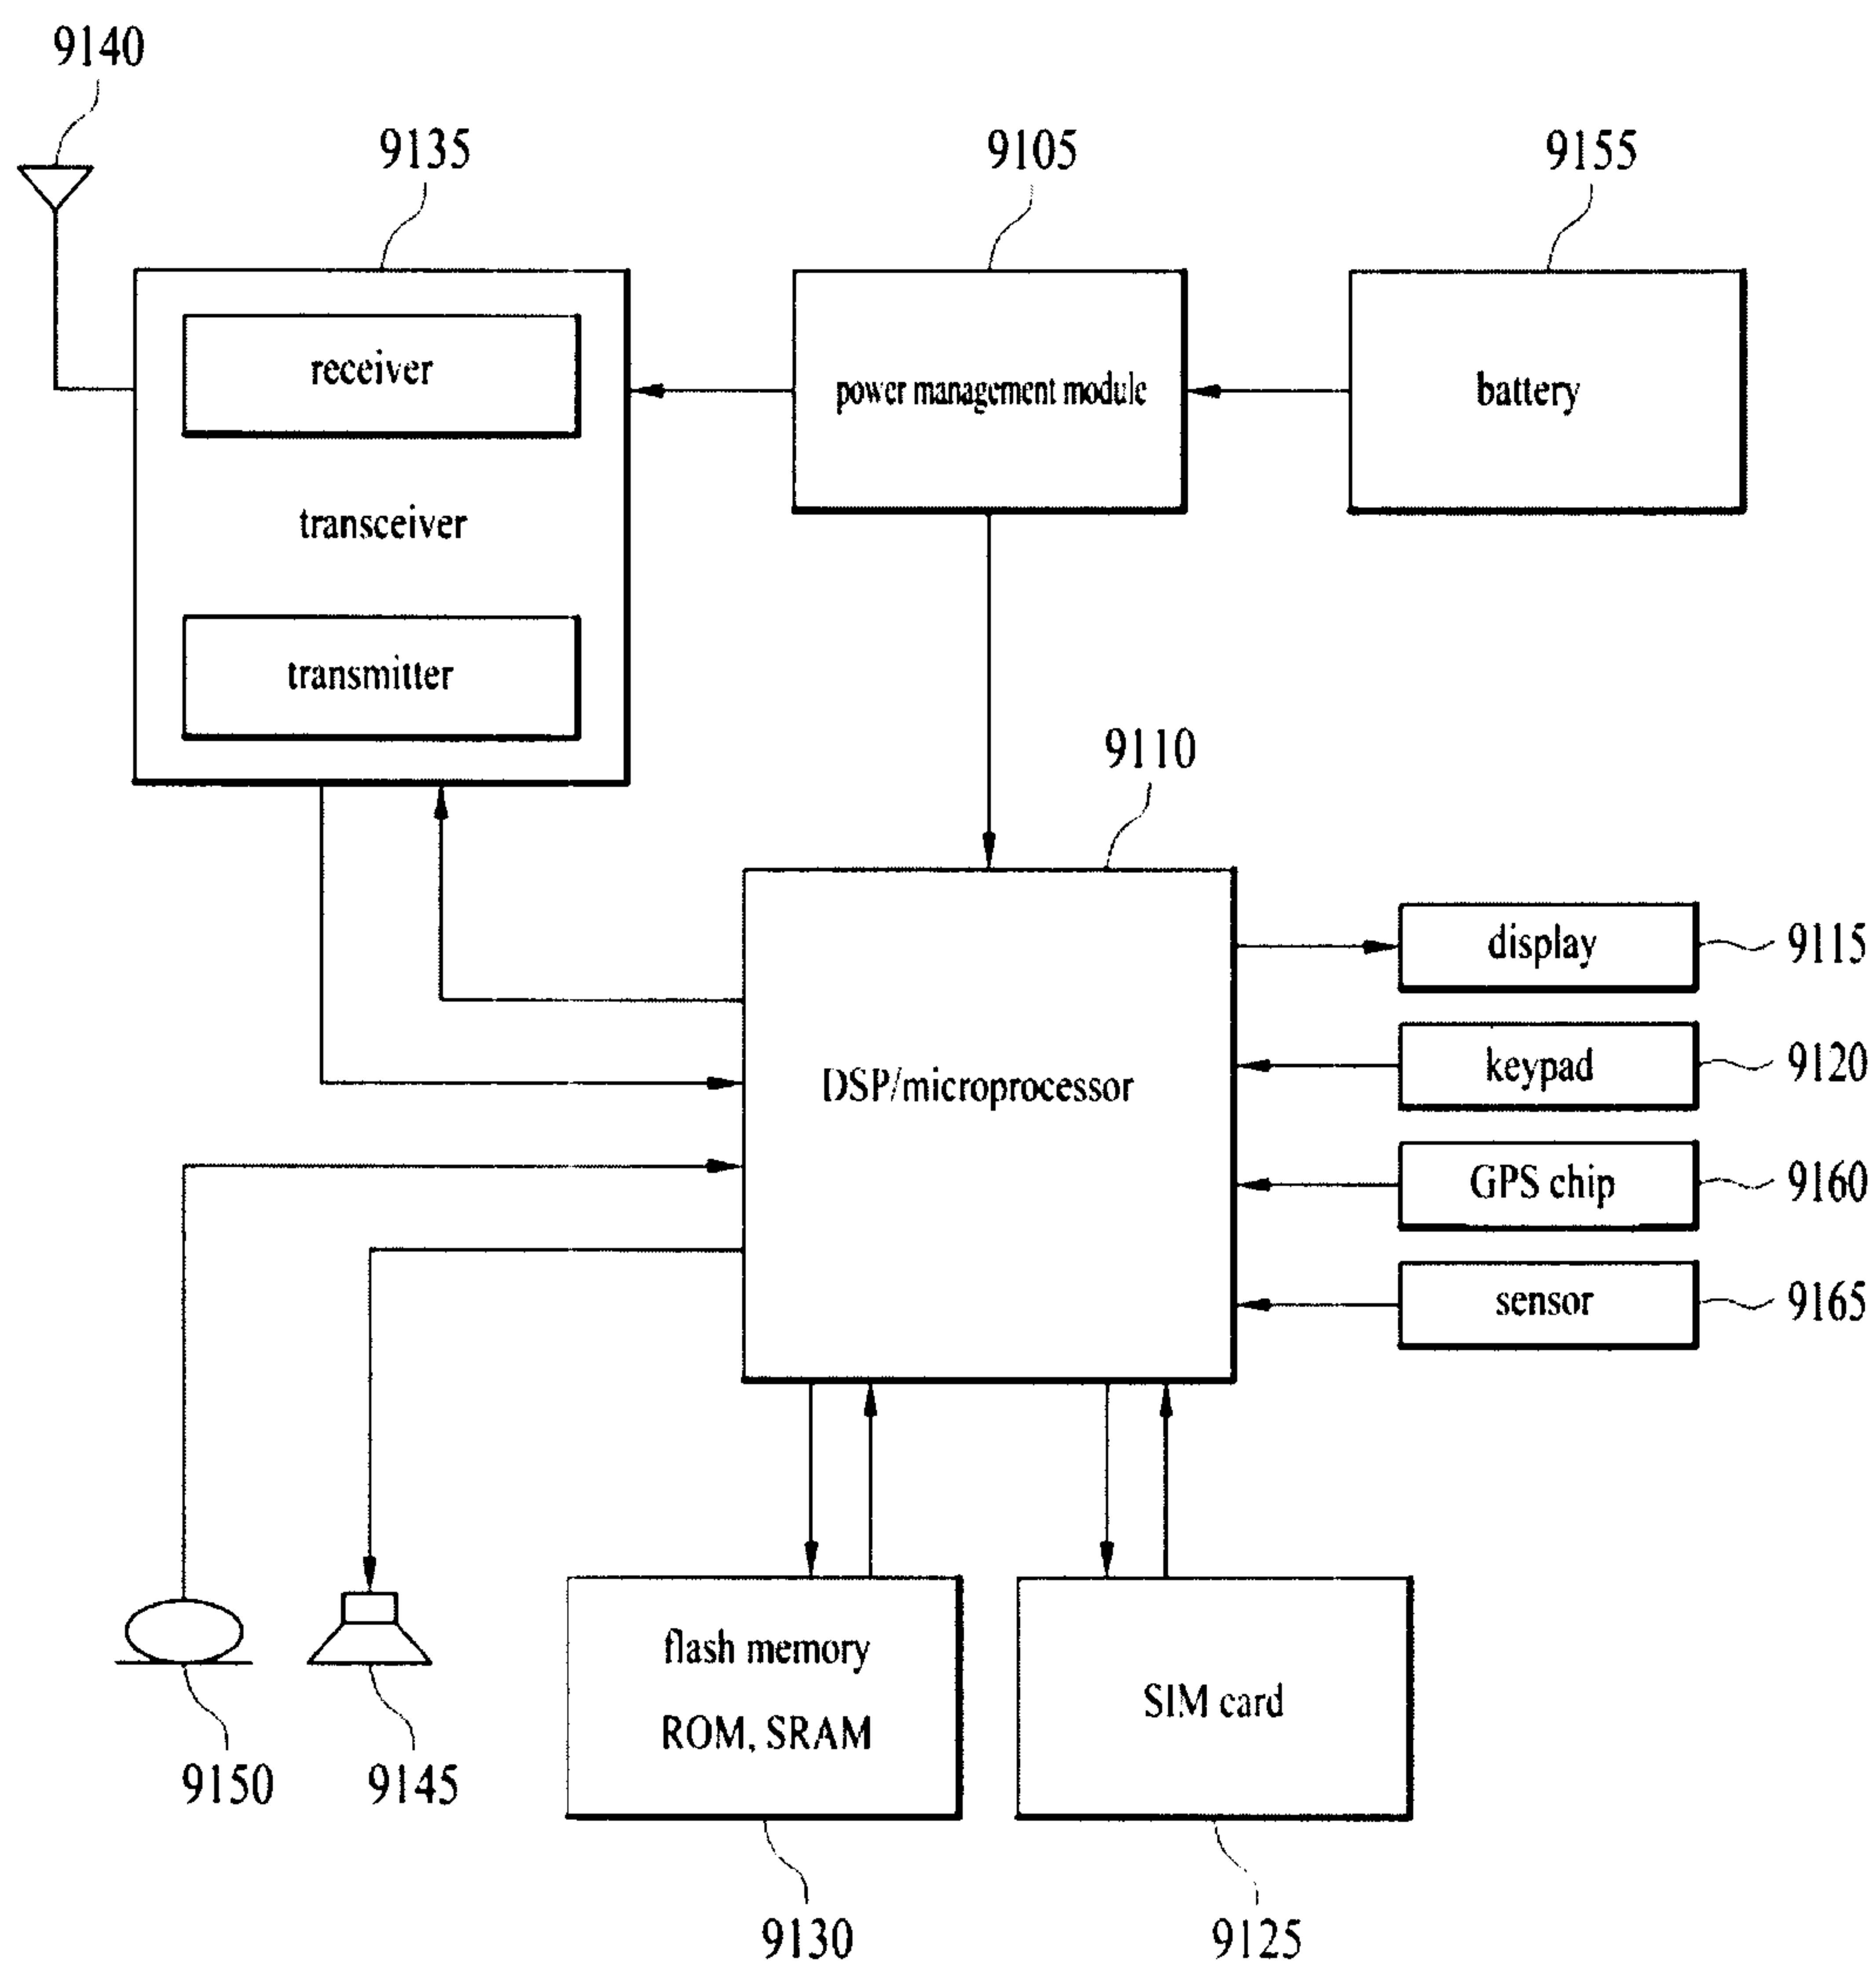 9140
9135
9105
9155
receiver
power management module
battery
transceiver
transmitter
9110
display
9115
DSP/microprocessor
keypad
9120
GPS chip
9160
sensor
9165
flash memory
ROM, SRAM
SIM card
9150
9145
9130
9125